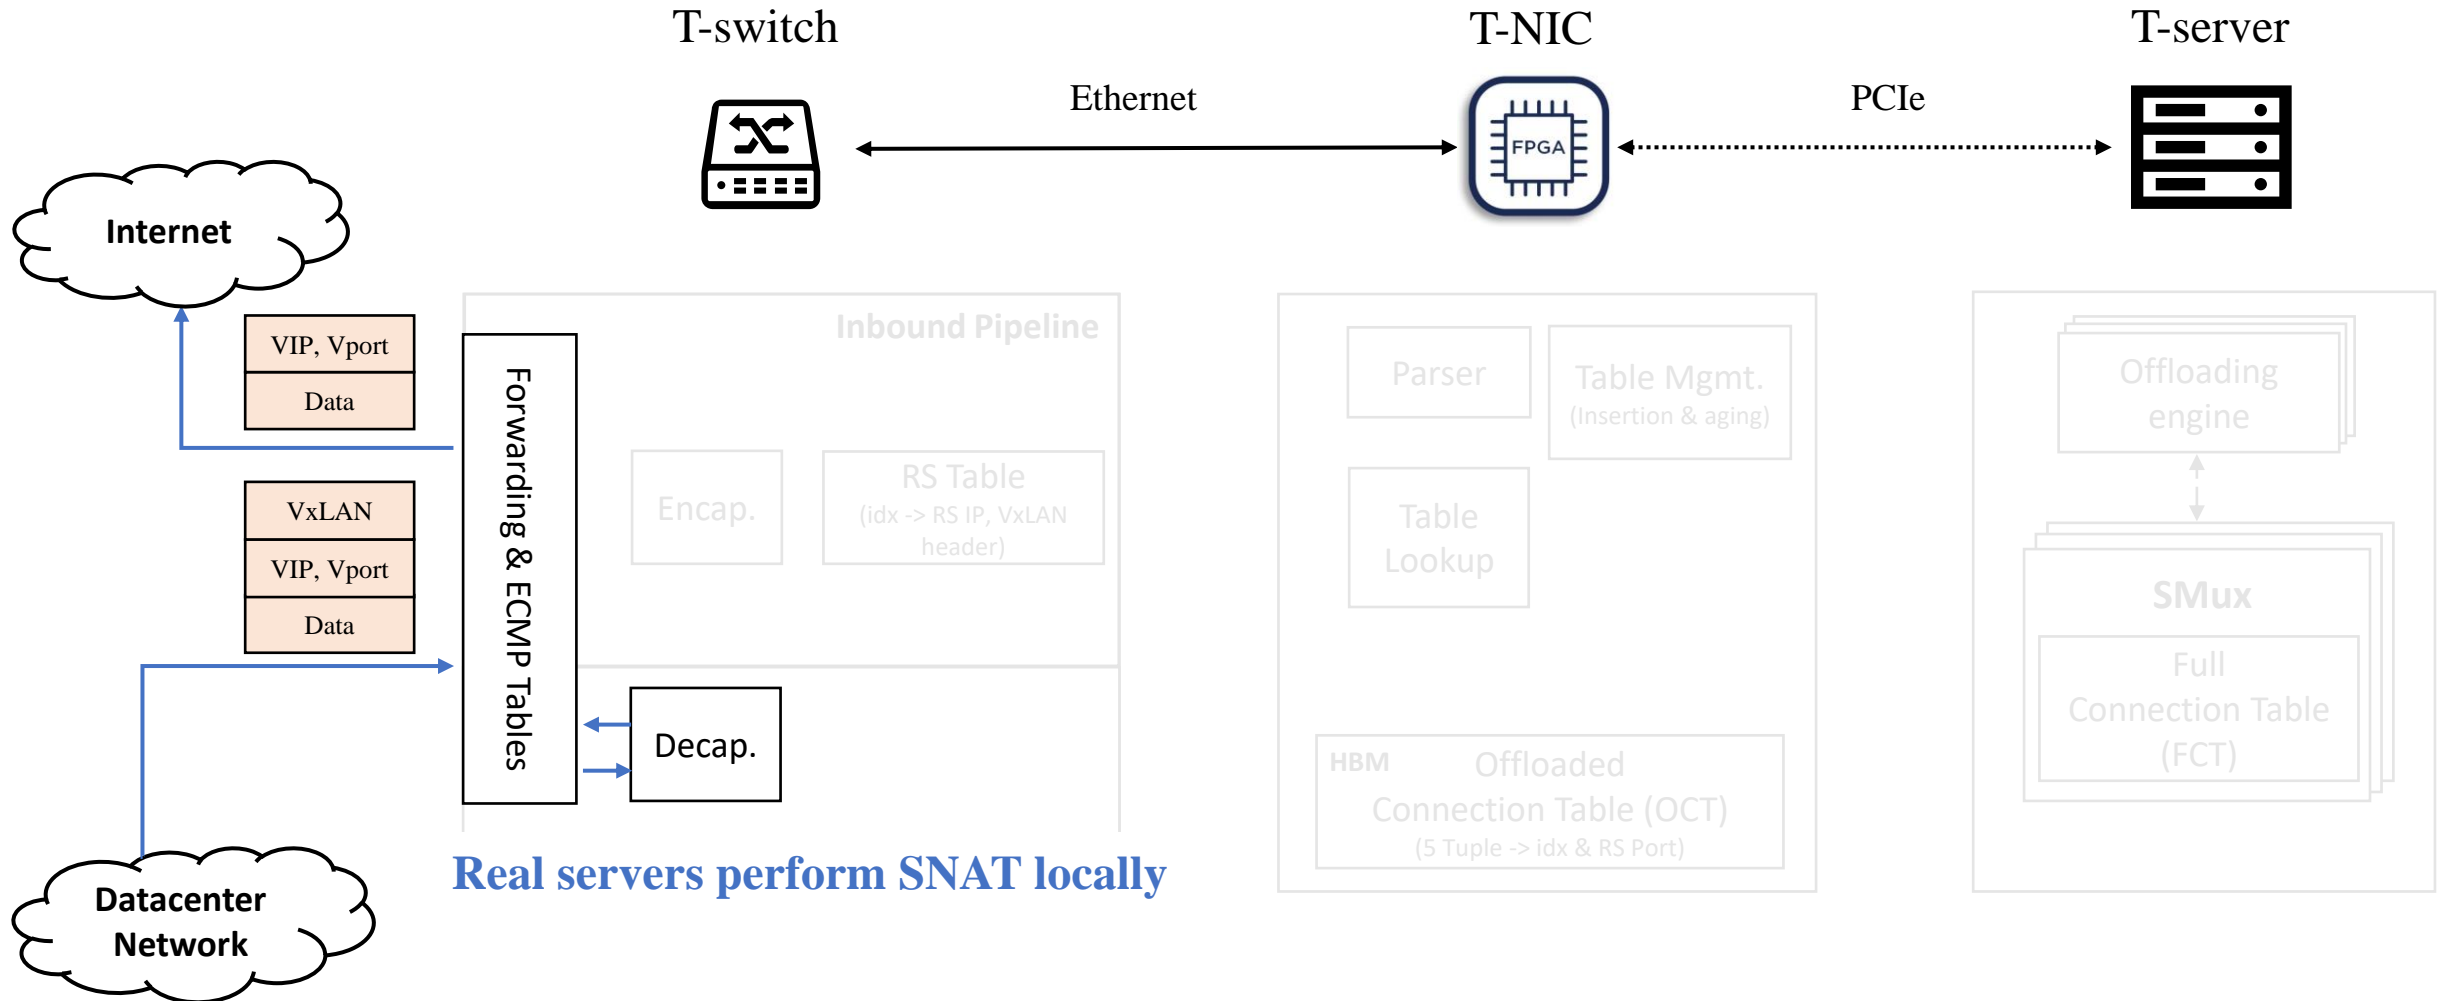 T-switch
T-NIC
T-server
Ethernet
PCIe
FPGA
Internet
VIP, Vport
Data
VxLAN
VIP, Vport
Data
Datacenter
Network
Forwarding & ECMP Tables
Inbound Pipeline
Encap.
RS Table
(idx -> RS IP, VxLAN
header)
Decap.
Real servers perform SNAT locally
Parser
Table Mgmt.
(Insertion & aging)
Table
Lookup
HBM
Offloaded
Connection Table (OCT)
(5 Tuple -> idx & RS Port)
Offloading
engine
SMux
Full
Connection Table
(FCT)